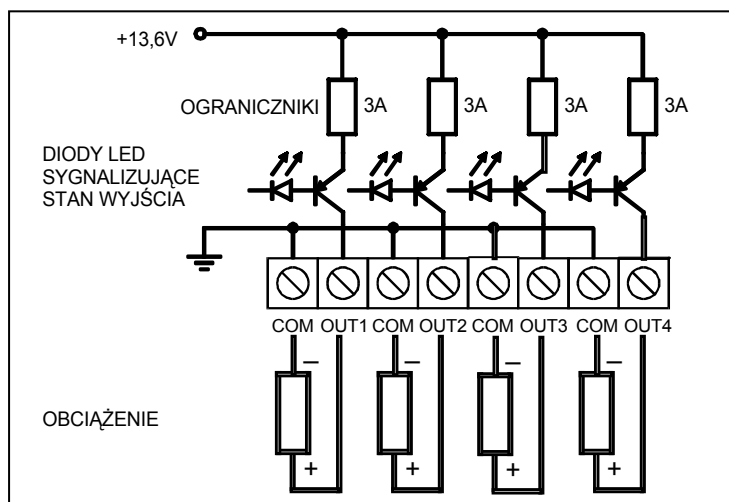 +13,6V
OGRANICZNIKI 3A 3A 3A 3A
DIODY LED
SYGNALIZUJĄCE
STAN WYJŚCIA
COM OUT1 COM OUT2 COM OUT3 COM OUT4
– – – –
OBCIĄŻENIE
+ + + +